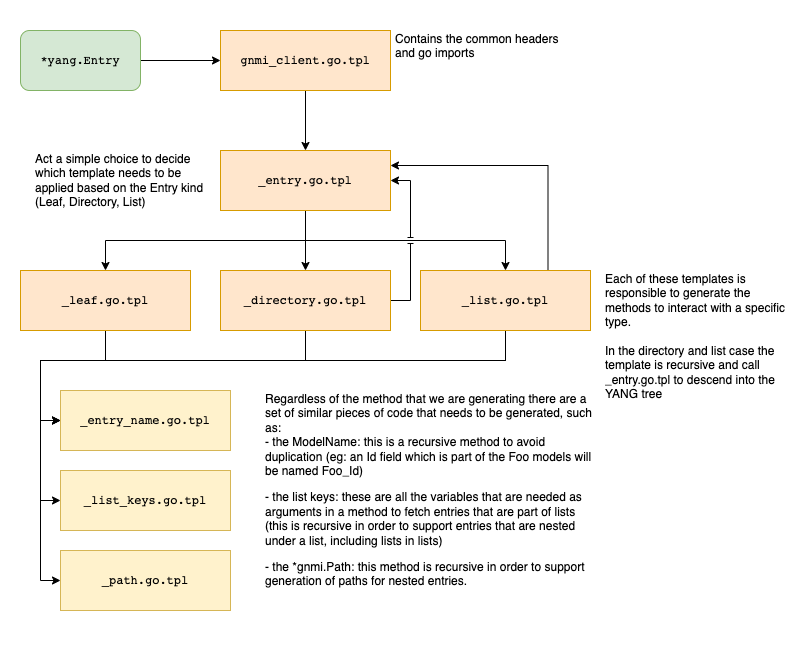 *yang.Entry
gnmi_client.go.tpl
Contains the common headers
and go imports
Act a simple choice to decide
which template needs to be
applied based on the Entry kind
(Leaf, Directory, List)
_entry.go.tpl
_leaf.go.tpl
_directory.go.tpl
_list.go.tpl
Each of these templates is
responsible to generate the
methods to interact with a specific
type.
In the directory and list case the
template is recursive and call
_entry.go.tpl to descend into the
YANG tree
_entry_name.go.tpl
_list_keys.go.tpl
_path.go.tpl
Regardless of the method that we are generating there are a
set of similar pieces of code that needs to be generated, such
as:
- the ModelName: this is a recursive method to avoid
duplication (eg: an Id field which is part of the Foo models will
be named Foo_Id)
- the list keys: these are all the variables that are needed as
arguments in a method to fetch entries that are part of lists
(this is recursive in order to support entries that are nested
under a list, including lists in lists)
- the *gnmi.Path: this method is recursive in order to support
generation of paths for nested entries.